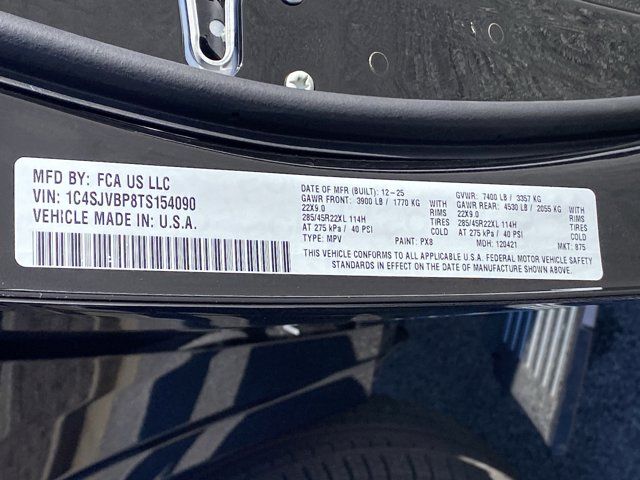 MFD BY: FCA US LLC
VIN: 1C4SJVBP8TS154090
VEHICLE MADE IN: U.S.A.
DATE OF MFR (BUILT): 12-25 GVWR: 7400 LB / 3357 KG
GAWR FRONT: 3900 LB / 1770 KG WITH GAWR REAR: 4530 LB / 2055 KG WITH
22X9.0 RIMS 22X9.0 RIMS
285/45R22XL 114H TIRES 285/45R22XL 114H TIRES
AT 275 kPa / 40 PSI COLD AT 275 kPa / 40 PSI COLD
TYPE: MPV PAINT: PX8 MDH: 120421 MKT: 875
THIS VEHICLE CONFORMS TO ALL APPLICABLE U.S.A. FEDERAL MOTOR VEHICLE SAFETY
STANDARDS IN EFFECT ON THE DATE OF MANUFACTURE SHOWN ABOVE.